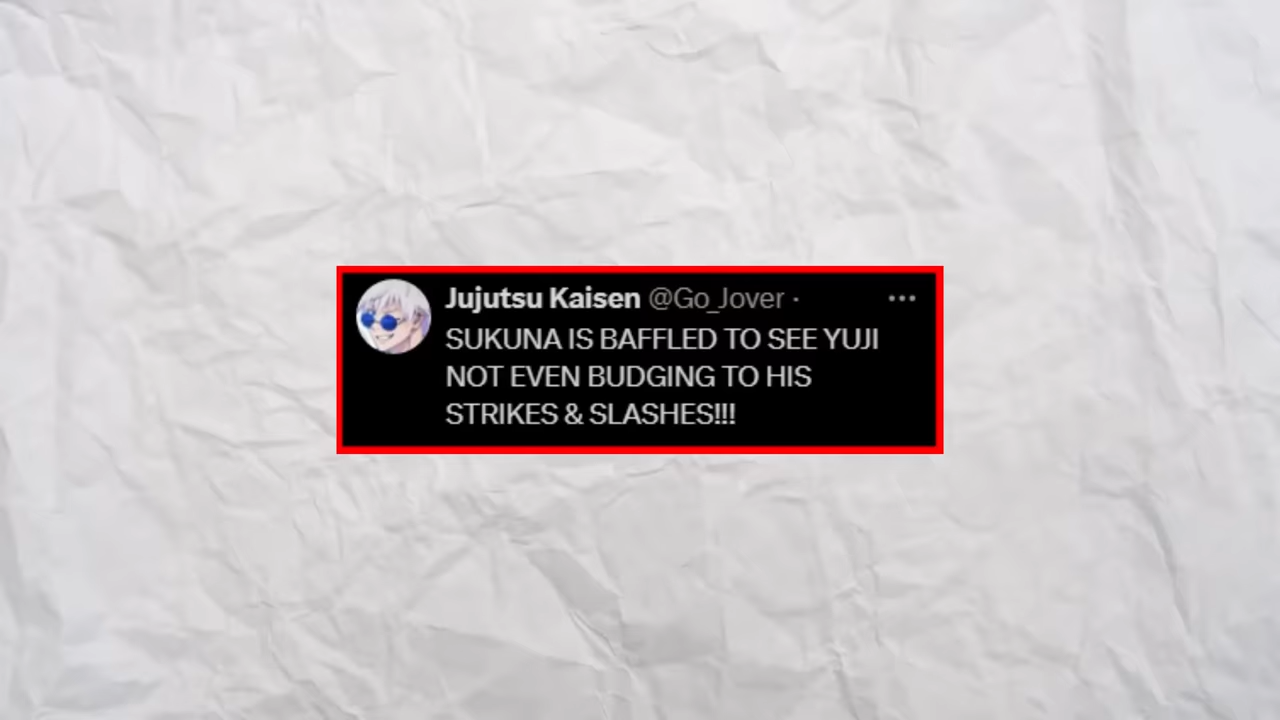 Jujutsu Kaisen @Go_Jover ·
SUKUNA IS BAFFLED TO SEE YUJI
NOT EVEN BUDGING TO HIS
STRIKES & SLASHES!!!